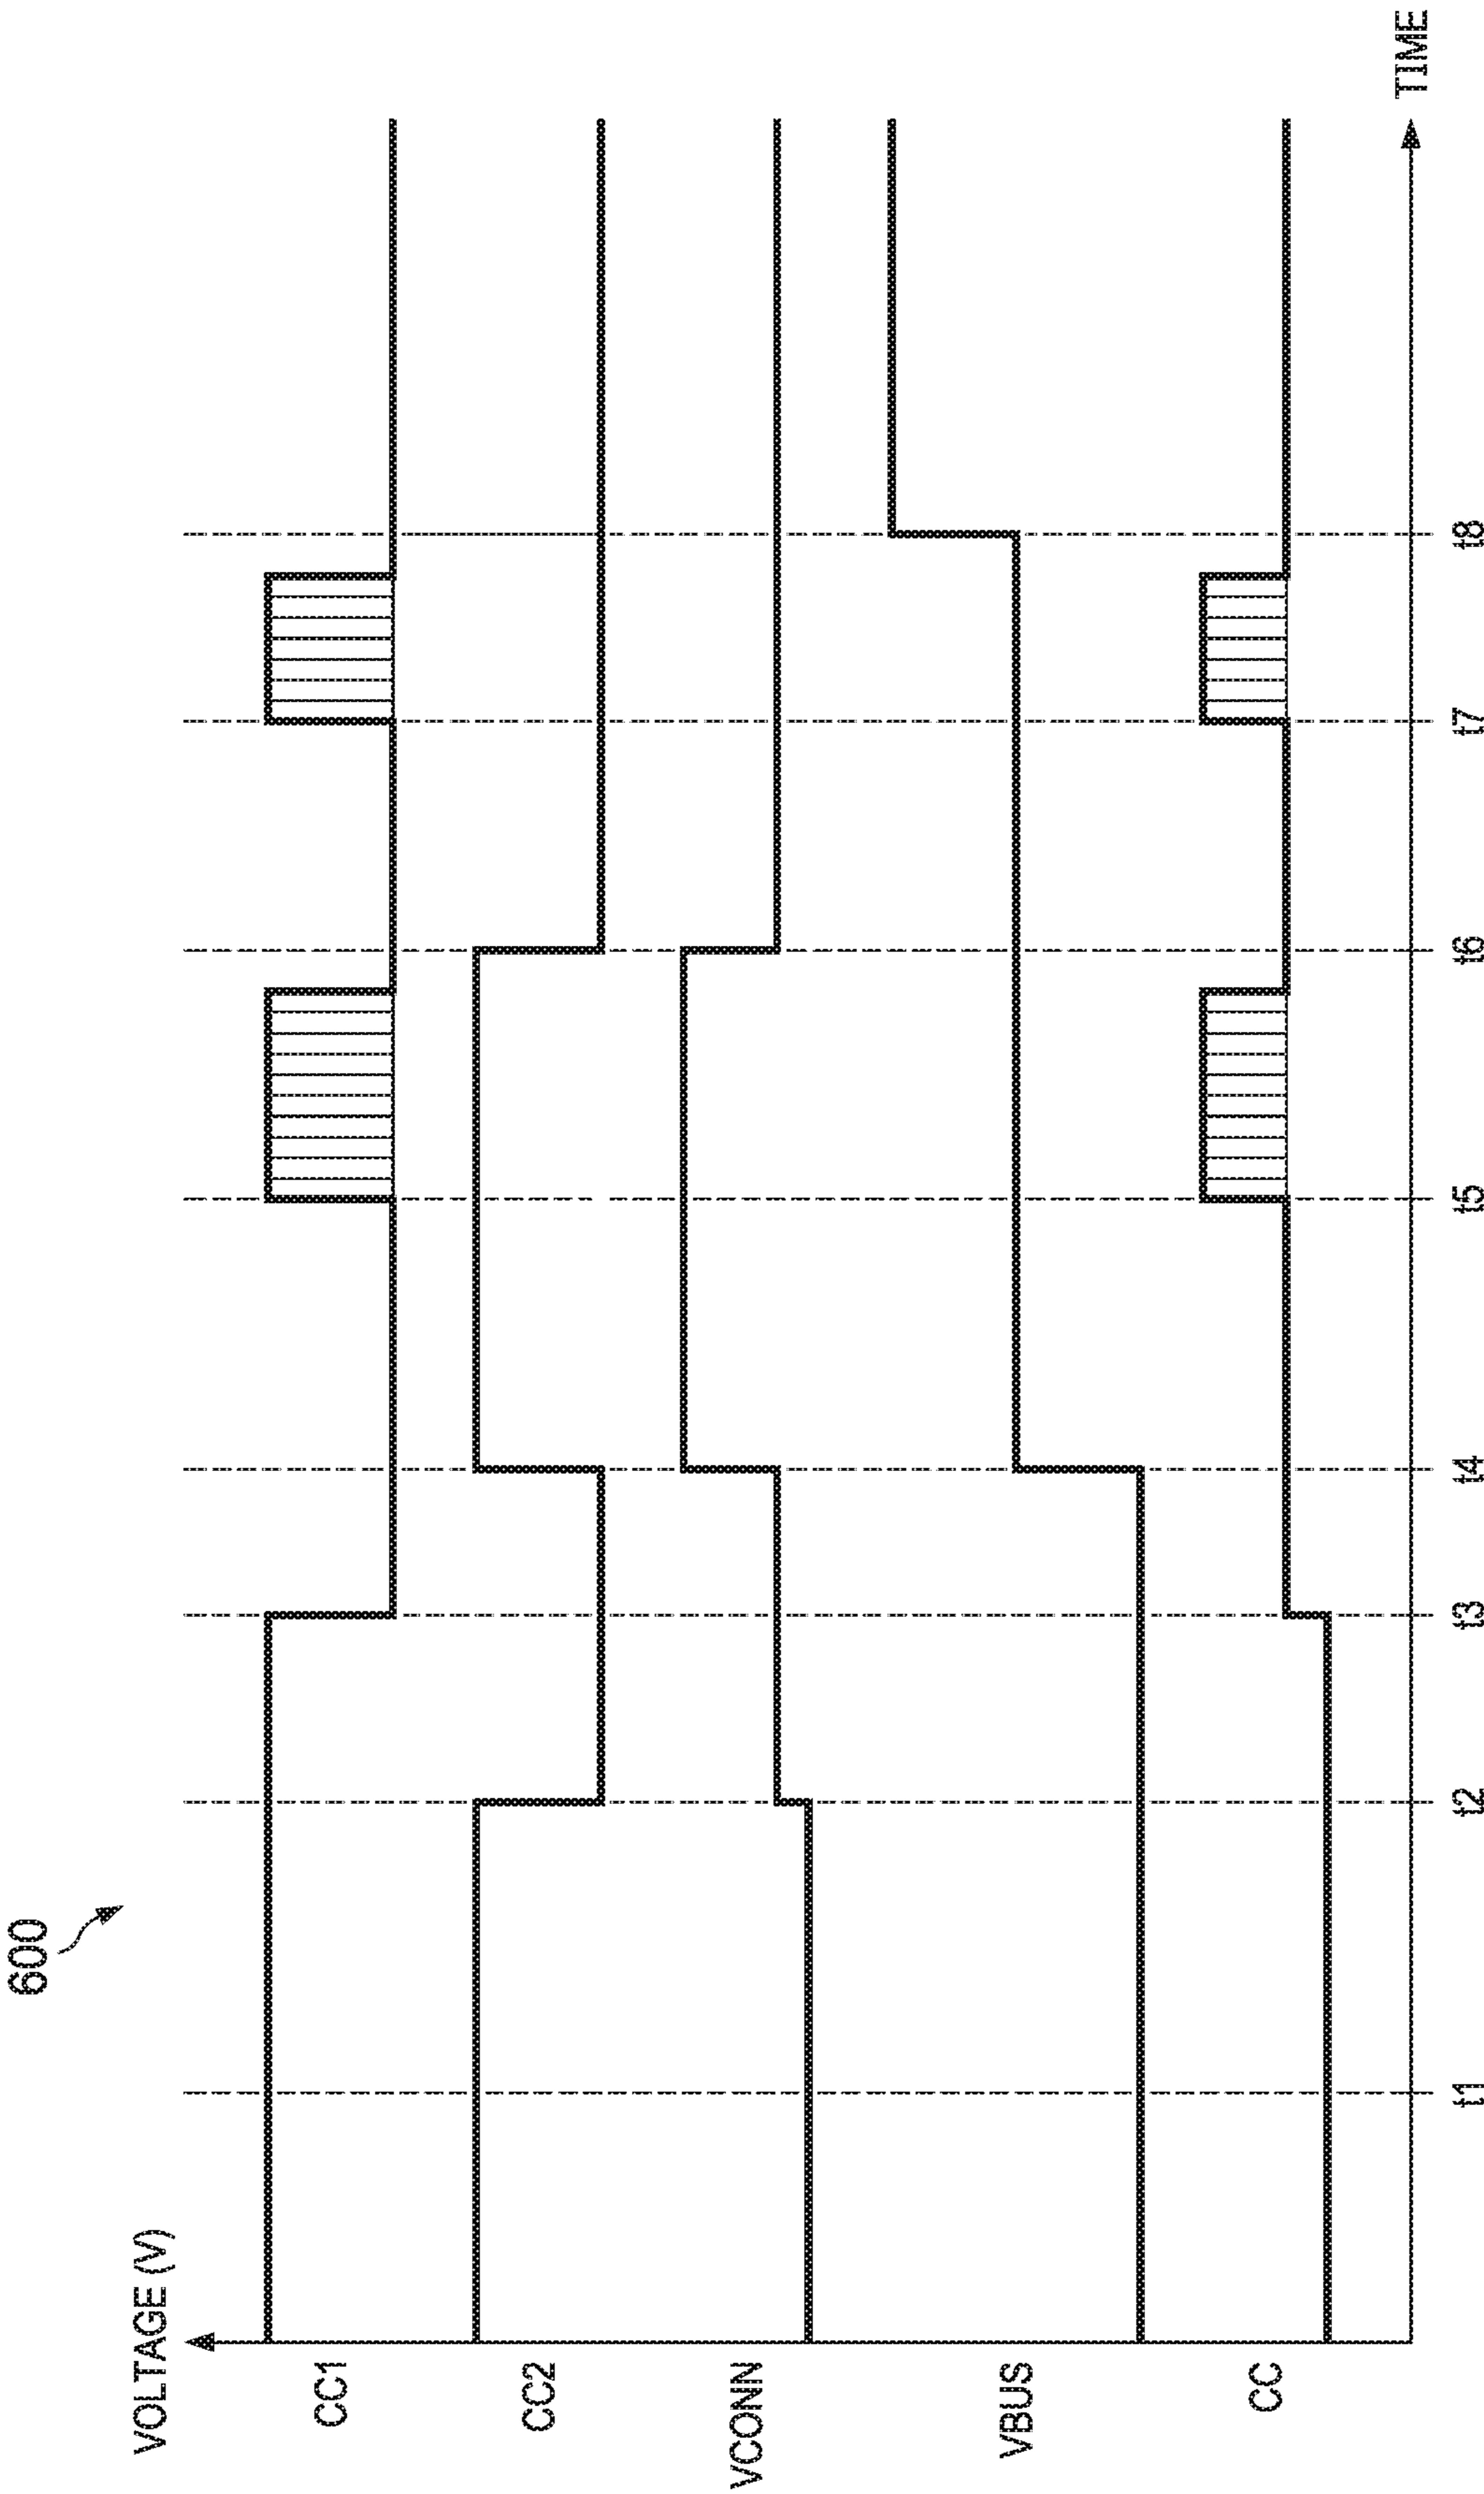 600
VOLTAGE (V)
CC1
CC2
VCONN
VBUS
CC
t1 t2 t3 t4 t5 t6 t7 t8
TIME